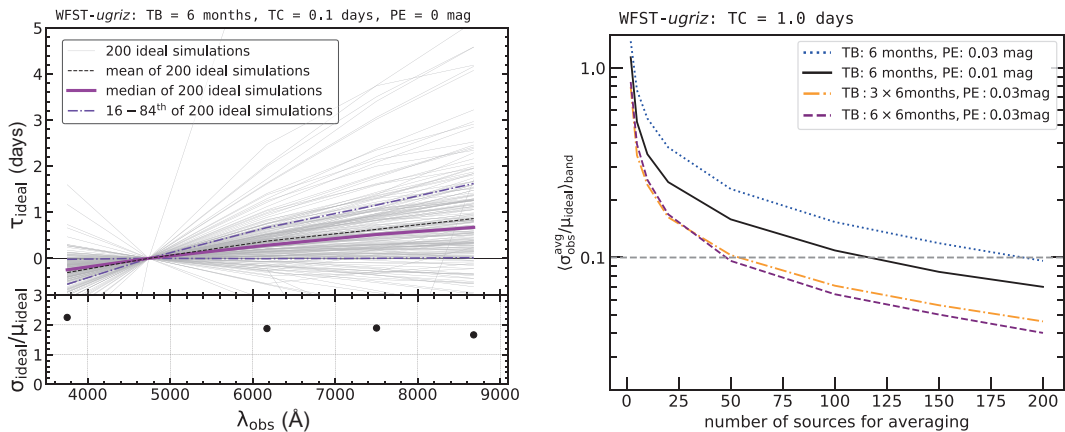 WFST-ugriz: TB = 6 months, TC = 0.1 days, PE = 0 mag
5
4
3
2
1
0
τideal (days)
200 ideal simulations
mean of 200 ideal simulations
median of 200 ideal simulations
16 − 84th of 200 ideal simulations
3
2
1
0
σideal/μideal
4000 5000 6000 7000 8000 9000
λobs (Å)
WFST-ugriz: TC = 1.0 days
1.0
0.1
⟨σavgobs/μideal⟩band
TB: 6 months, PE: 0.03 mag
TB: 6 months, PE: 0.01 mag
TB: 3 × 6months, PE: 0.03mag
TB: 6 × 6months, PE: 0.03mag
0 25 50 75 100 125 150 175 200
number of sources for averaging